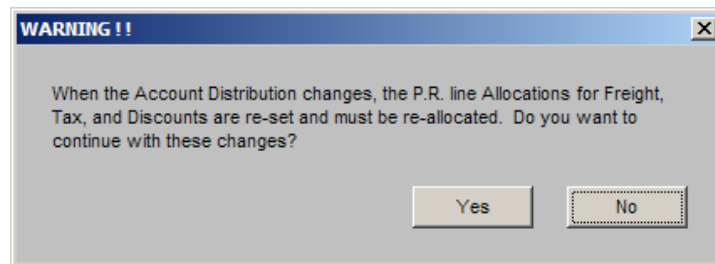 WARNING !!
When the Account Distribution changes, the P.R. line Allocations for Freight,
Tax, and Discounts are re-set and must be re-allocated.  Do you want to
continue with these changes?
Yes
No